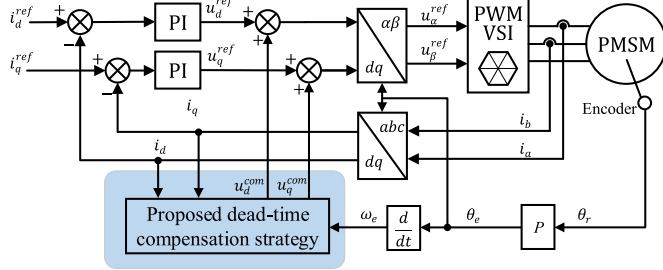 i_d^{ref}
+
−
PI
u_d^{ref}
+
+
αβ
dq
u_α^{ref}
PWM
VSI
PMSM
i_q^{ref}
+
−
PI
u_q^{ref}
+
+
u_β^{ref}
Encoder
i_q
abc
dq
i_b
i_a
i_d
u_d^{com}
u_q^{com}
Proposed dead-time
compensation strategy
ω_e
d
dt
θ_e
P
θ_r